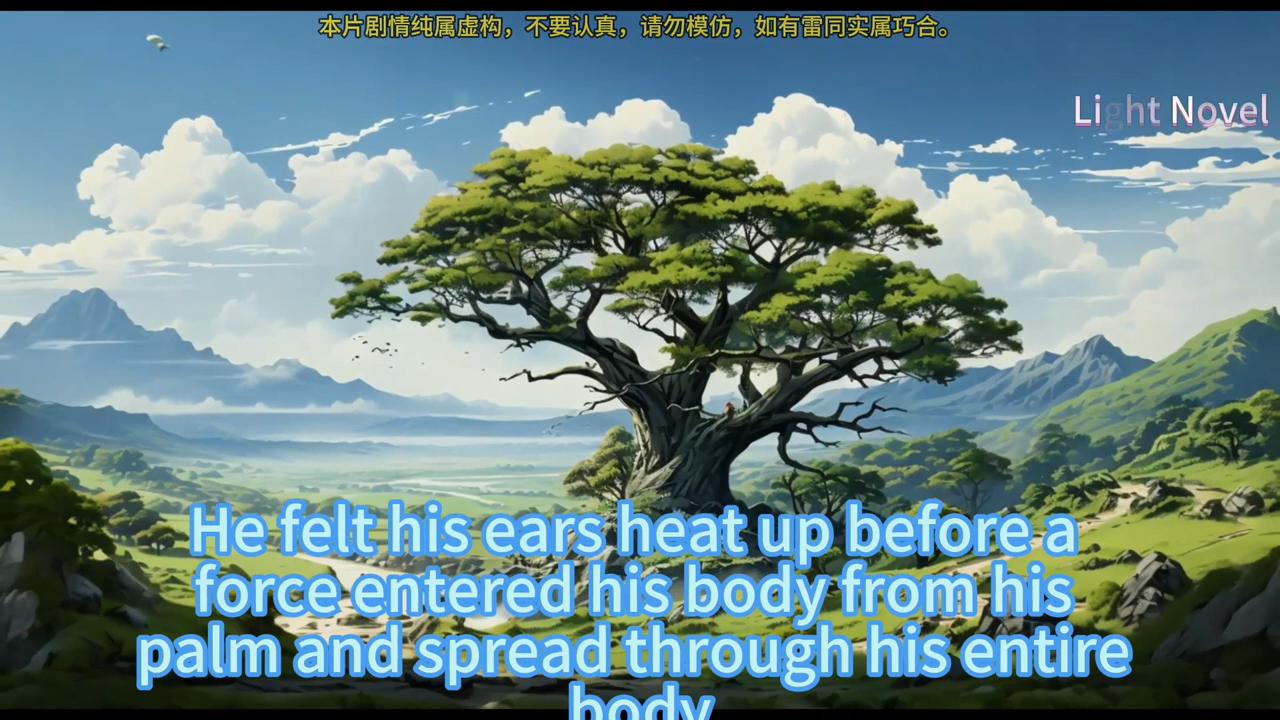 本片剧情纯属虚构，不要认真，请勿模仿，如有雷同实属巧合。
Light Novel
He felt his ears heat up before a
force entered his body from his
palm and spread through his entire
body